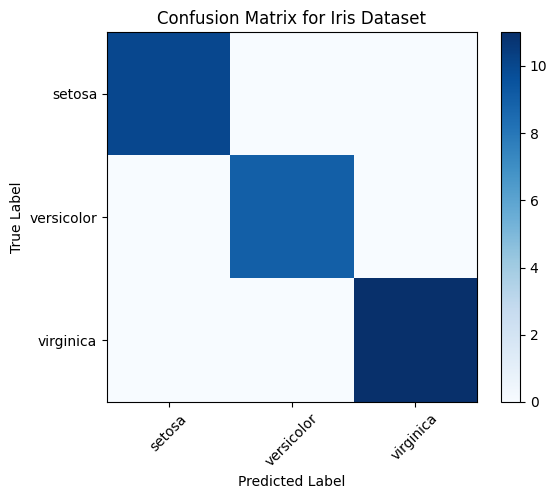 Confusion Matrix for Iris Dataset
setosa
versicolor
virginica
True Label
setosa
versicolor
virginica
Predicted Label
10
8
6
4
2
0